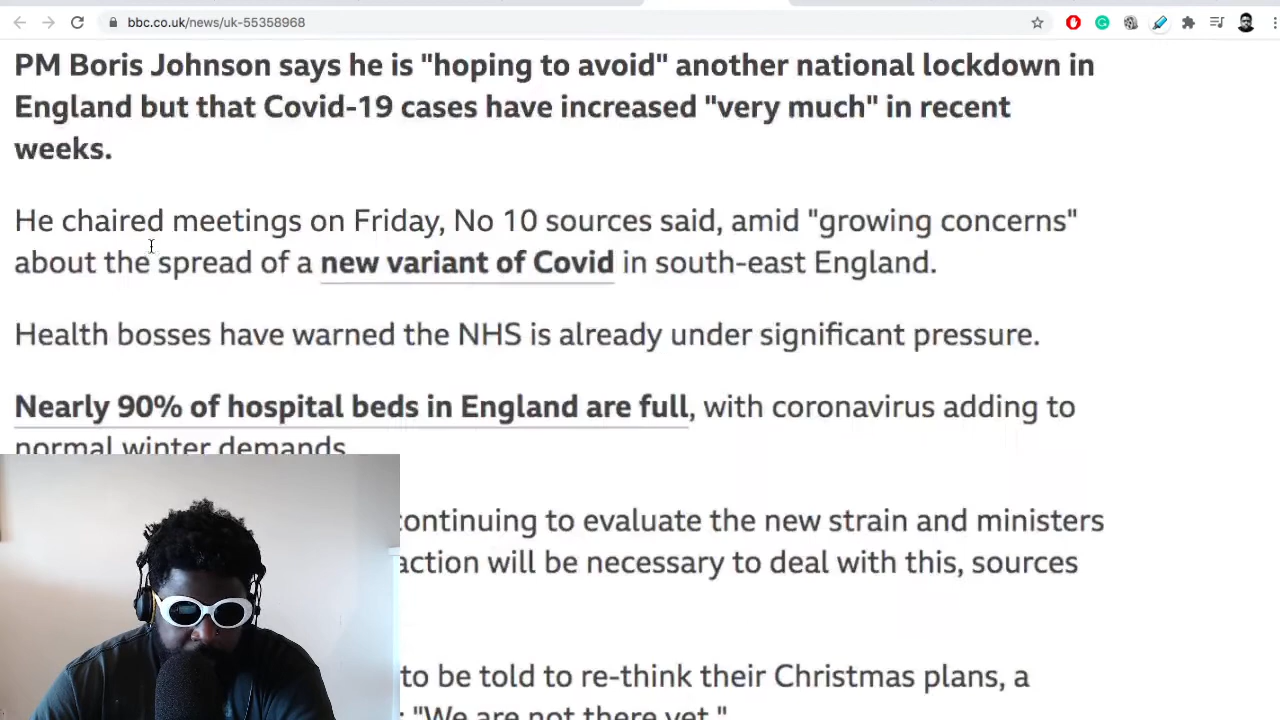 bbc.co.uk/news/uk-55358968
PM Boris Johnson says he is "hoping to avoid" another national lockdown in
England but that Covid-19 cases have increased "very much" in recent
weeks.
He chaired meetings on Friday, No 10 sources said, amid "growing concerns"
about the spread of a new variant of Covid in south-east England.
Health bosses have warned the NHS is already under significant pressure.
Nearly 90% of hospital beds in England are full, with coronavirus adding to
normal winter demands.
continuing to evaluate the new strain and ministers
action will be necessary to deal with this, sources
to be told to re-think their Christmas plans, a
"We are not there yet."